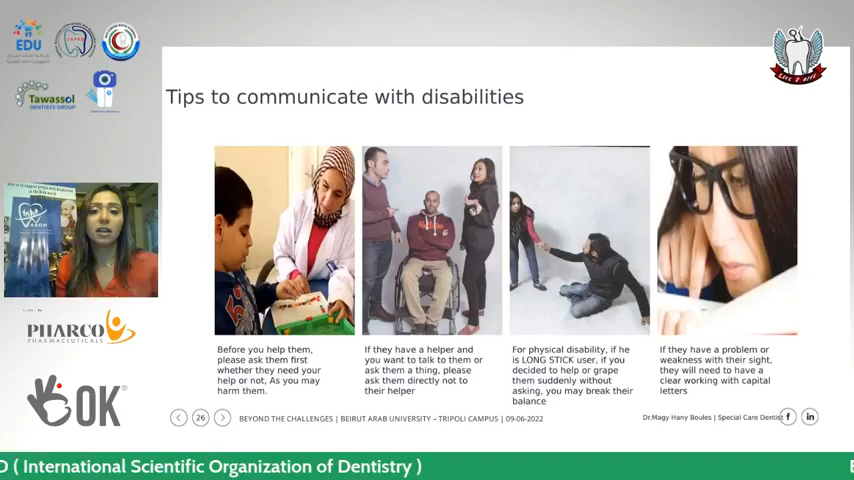 EDU
Tawassol
DENTISTS GROUP
LIVE 2 GIVE
Tips to communicate with disabilities
ASDH
PHARCO
PHARMACEUTICALS
OK®
Before you help them,
please ask them first
whether they need your
help or not, As you may
harm them.
If they have a helper and
you want to talk to them or
ask them a thing, please
ask them directly not to
their helper
For physical disability, if he
is LONG STICK user, if you
decided to help or grape
them suddenly without
asking, you may break their
balance
If they have a problem or
weakness with their sight,
they will need to have a
clear working with capital
letters
26
BEYOND THE CHALLENGES | BEIRUT ARAB UNIVERSITY – TRIPOLI CAMPUS | 09-06-2022
Dr.Magy Hany Boules | Special Care Dentist
f
in
D ( International Scientific Organization of Dentistry )
E